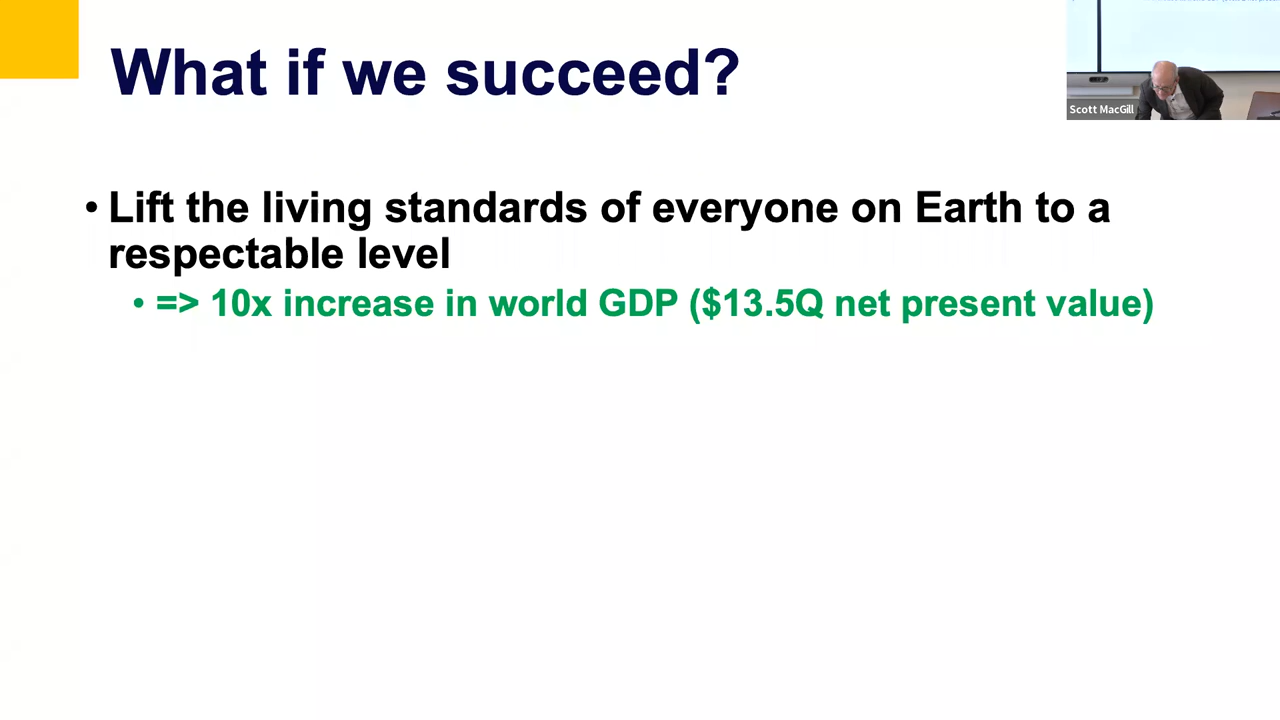 What if we succeed?
Scott MacGill
• Lift the living standards of everyone on Earth to a
respectable level
• => 10x increase in world GDP ($13.5Q net present value)